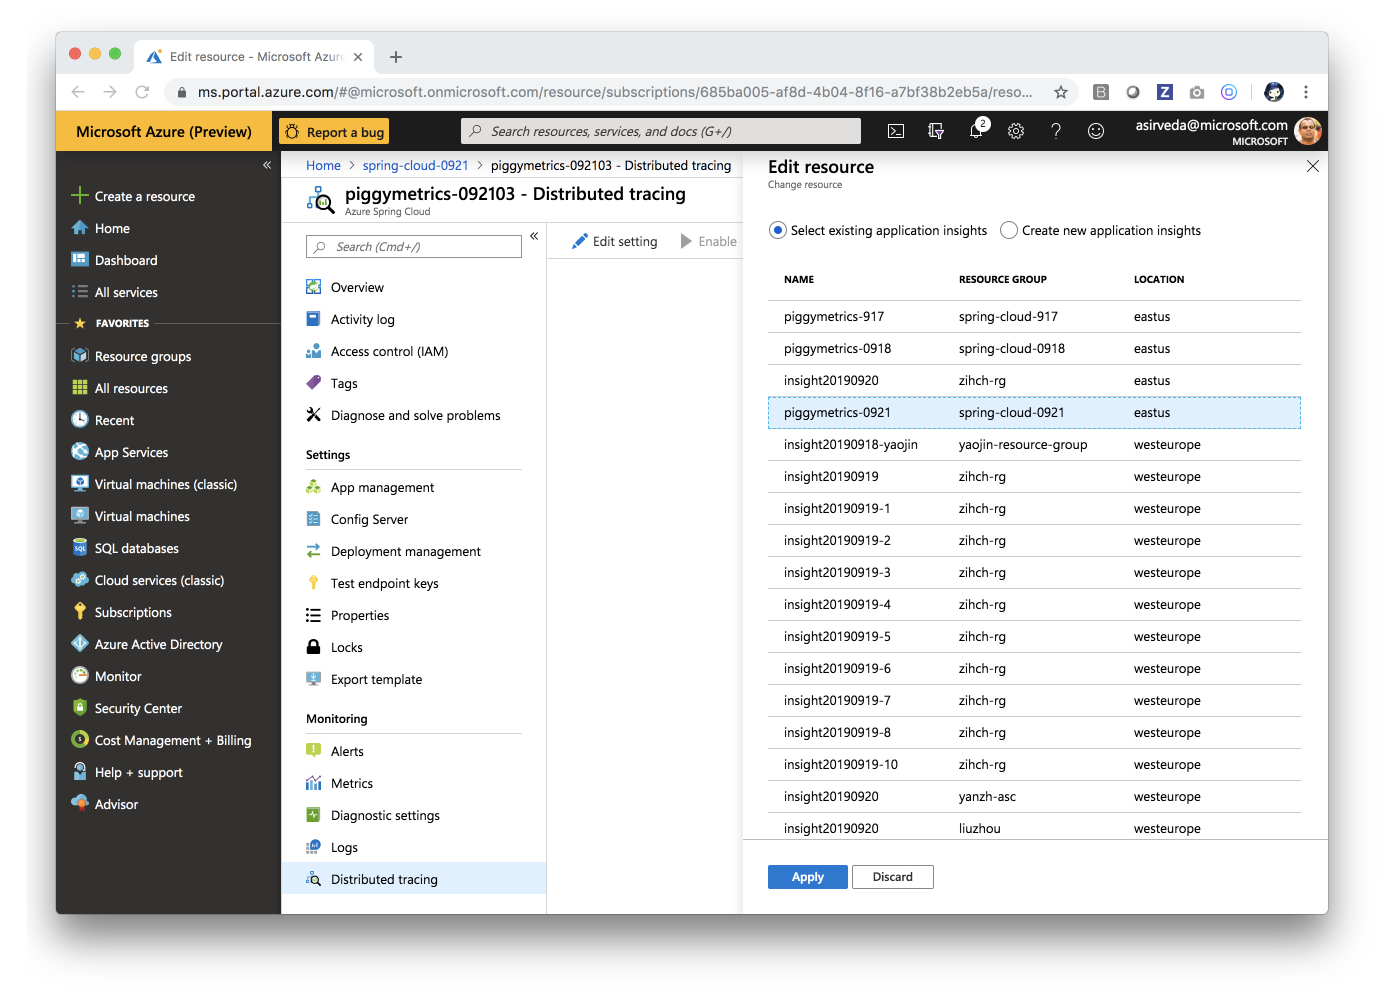 Edit resource - Microsoft Azure
ms.portal.azure.com/#@microsoft.onmicrosoft.com/resource/subscriptions/685ba005-af8d-4b04-8f16-a7bf38b2eb5a/reso...
Microsoft Azure (Preview)
Report a bug
Search resources, services, and docs (G+/)
2
asirveda@microsoft.com
MICROSOFT
Create a resource
Home
Dashboard
All services
FAVORITES
Resource groups
All resources
Recent
App Services
Virtual machines (classic)
Virtual machines
SQL databases
Cloud services (classic)
Subscriptions
Azure Active Directory
Monitor
Security Center
Cost Management + Billing
Help + support
Advisor
Home > spring-cloud-0921 > piggymetrics-092103 - Distributed tracing
piggymetrics-092103 - Distributed tracing
Azure Spring Cloud
Search (Cmd+/)
Overview
Activity log
Access control (IAM)
Tags
Diagnose and solve problems
Settings
App management
Config Server
Deployment management
Test endpoint keys
Properties
Locks
Export template
Monitoring
Alerts
Metrics
Diagnostic settings
Logs
Distributed tracing
Edit setting
Enable
Edit resource
Change resource
Select existing application insights
Create new application insights
NAME RESOURCE GROUP LOCATION
piggymetrics-917 spring-cloud-917 eastus
piggymetrics-0918 spring-cloud-0918 eastus
insight20190920 zihch-rg eastus
piggymetrics-0921 spring-cloud-0921 eastus
insight20190918-yaojin yaojin-resource-group westeurope
insight20190919 zihch-rg westeurope
insight20190919-1 zihch-rg westeurope
insight20190919-2 zihch-rg westeurope
insight20190919-3 zihch-rg westeurope
insight20190919-4 zihch-rg westeurope
insight20190919-5 zihch-rg westeurope
insight20190919-6 zihch-rg westeurope
insight20190919-7 zihch-rg westeurope
insight20190919-8 zihch-rg westeurope
insight20190919-10 zihch-rg westeurope
insight20190920 yanzh-asc westeurope
insight20190920 liuzhou westeurope
Apply
Discard